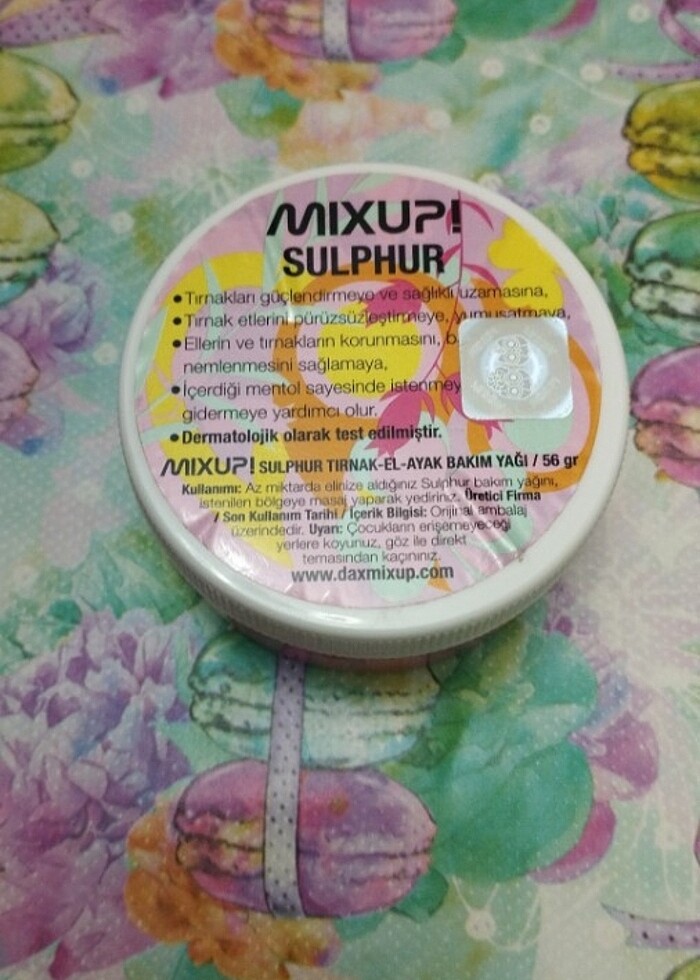 MIXUP!
SULPHUR
•Tırnakları güçlendirmeye ve sağlıklı uzamasına,
•Tırnak etlerini pürüzsüzleştirmeye, yumuşatmaya,
•Ellerin ve tırnakların korunmasını,
nemlenmesini sağlamaya,
•İçerdiği mentol sayesinde istenmey
gidermeye yardımcı olur.
•Dermatolojik olarak test edilmiştir.
MIXUP! SULPHUR TIRNAK-EL-AYAK BAKIM YAĞI / 56 gr
Kullanımı: Az miktarda elinize aldığınız Sulphur bakım yağını,
istenilen bölgeye masaj yaparak yediriniz. Üretici Firma
/ Son Kullanım Tarihi / İçerik Bilgisi: Orijinal ambalaj
üzerindedir. Uyarı: Çocukların erişemeyeceği
yerlere koyunuz, göz ile direkt
temasından kaçınınız.
www.daxmixup.com